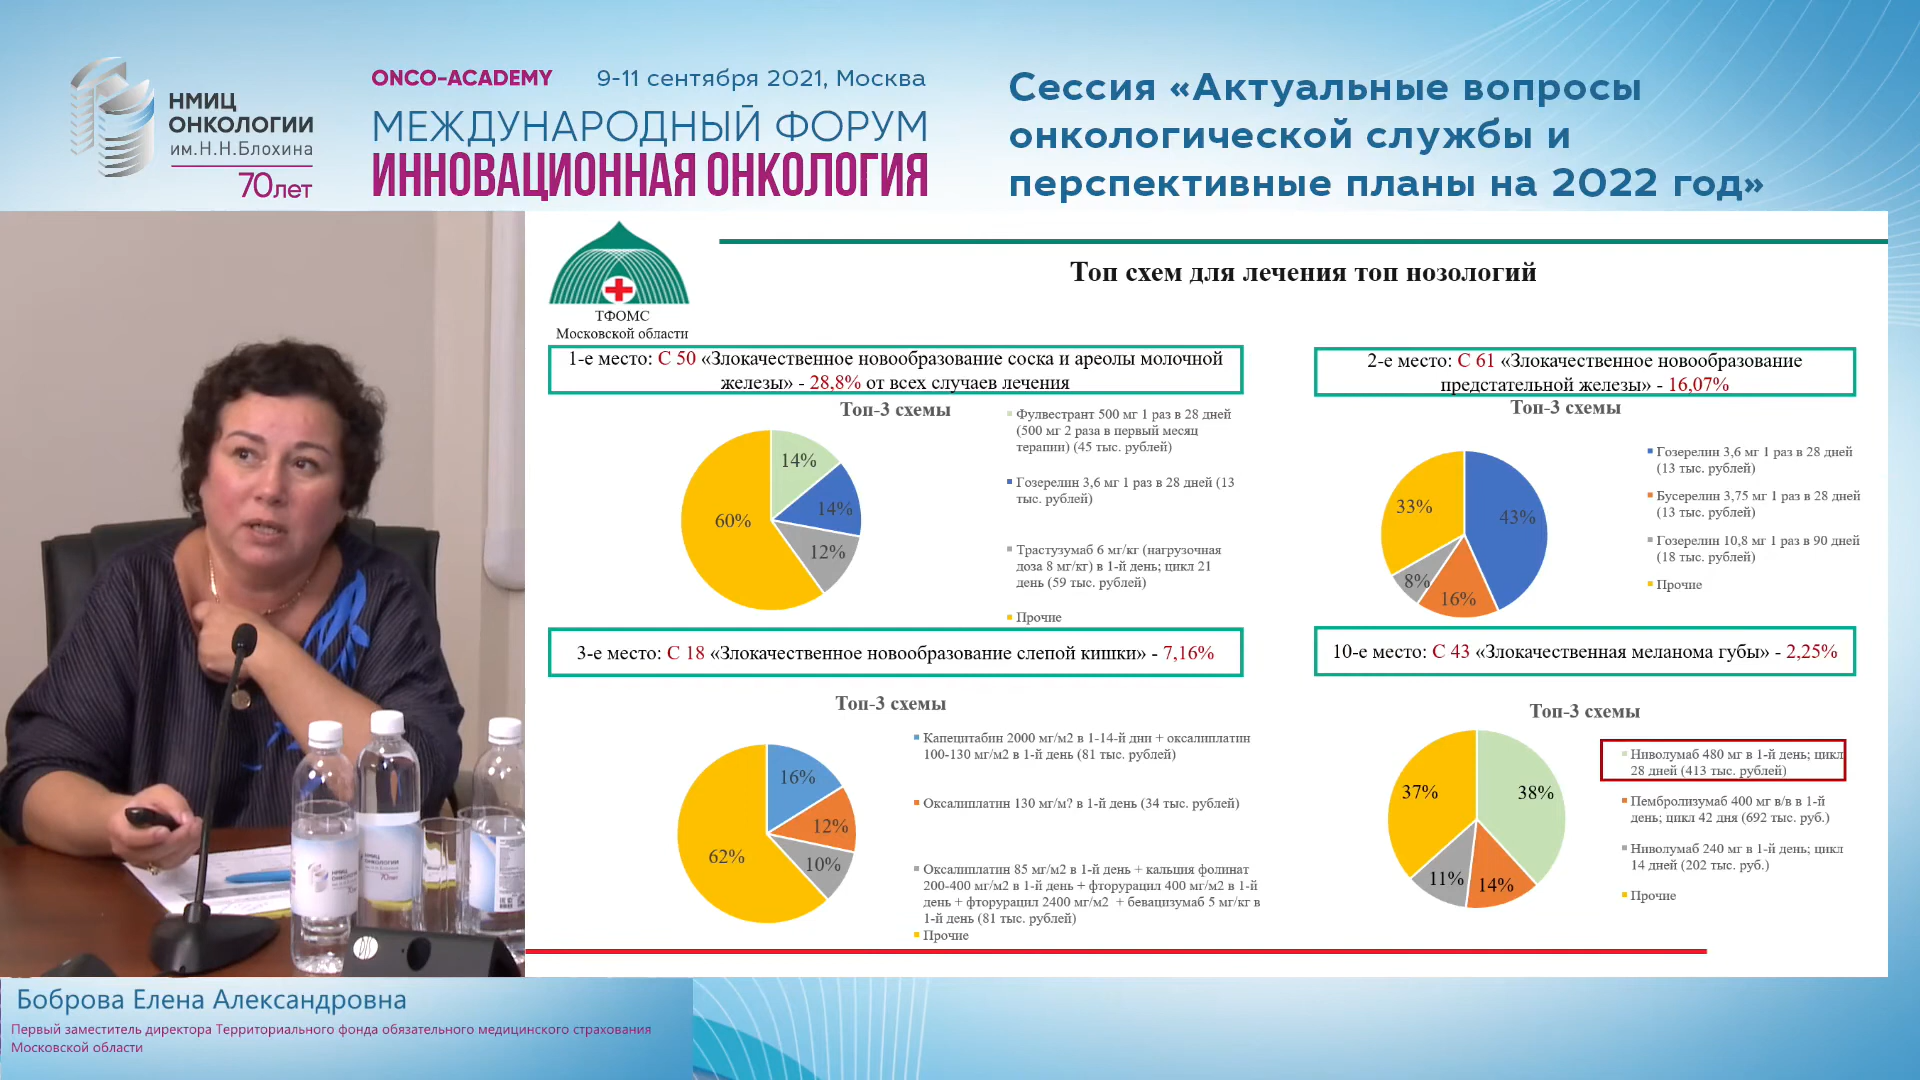 НМИЦ
ОНКОЛОГИИ
им.Н.Н.Блохина
70лет
ONCO-ACADEMY 9-11 сентября 2021, Москва
МЕЖДУНАРОДНЫЙ ФОРУМ
ИННОВАЦИОННАЯ ОНКОЛОГИЯ
Сессия «Актуальные вопросы
онкологической службы и
перспективные планы на 2022 год»
ТФОМС
Московской области
Топ схем для лечения топ нозологий
1-е место: С 50 «Злокачественное новообразование соска и ареолы молочной
железы» - 28,8% от всех случаев лечения
Топ-3 схемы
14%
14%
12%
60%
Фулвестрант 500 мг 1 раз в 28 дней
(500 мг 2 раза в первый месяц
терапии) (45 тыс. рублей)
Гозерелин 3,6 мг 1 раз в 28 дней (13
тыс. рублей)
Трастузумаб 6 мг/кг (нагрузочная
доза 8 мг/кг) в 1-й день; цикл 21
день (59 тыс. рублей)
Прочие
2-е место: С 61 «Злокачественное новообразование
предстательной железы» - 16,07%
Топ-3 схемы
33%
43%
8%
16%
Гозерелин 3,6 мг 1 раз в 28 дней
(13 тыс. рублей)
Бусерелин 3,75 мг 1 раз в 28 дней
(13 тыс. рублей)
Гозерелин 10,8 мг 1 раз в 90 дней
(18 тыс. рублей)
Прочие
3-е место: С 18 «Злокачественное новообразование слепой кишки» - 7,16%
Топ-3 схемы
16%
12%
10%
62%
Капецитабин 2000 мг/м2 в 1-14-й дни + оксалиплатин
100-130 мг/м2 в 1-й день (81 тыс. рублей)
Оксалиплатин 130 мг/м? в 1-й день (34 тыс. рублей)
Оксалиплатин 85 мг/м2 в 1-й день + кальция фолинат
200-400 мг/м2 в 1-й день + фторурацил 400 мг/м2 в 1-й
день + фторурацил 2400 мг/м2 + бевацизумаб 5 мг/кг в
1-й день (81 тыс. рублей)
Прочие
10-е место: С 43 «Злокачественная меланома губы» - 2,25%
Топ-3 схемы
37%
38%
11%
14%
Ниволумаб 480 мг в 1-й день; цикл
28 дней (413 тыс. рублей)
Пембролизумаб 400 мг в/в в 1-й
день; цикл 42 дня (692 тыс. руб.)
Ниволумаб 240 мг в 1-й день; цикл
14 дней (202 тыс. руб.)
Прочие
НМИЦ
ОНКОЛОГИИ
НМИЦ
ОНКОЛОГИИ
70лет
Боброва Елена Александровна
Первый заместитель директора Территориального фонда обязательного медицинского страхования
Московской области